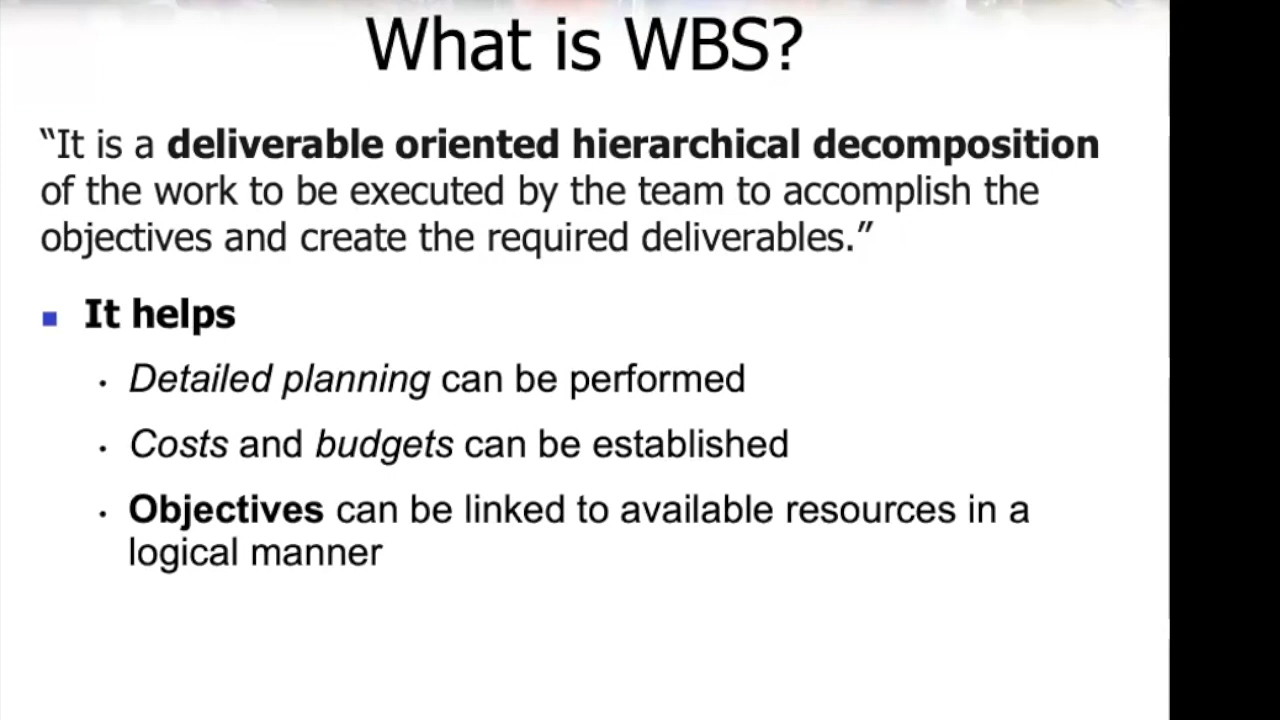 What is WBS?
“It is a deliverable oriented hierarchical decomposition
of the work to be executed by the team to accomplish the
objectives and create the required deliverables.”
▪ It helps
• Detailed planning can be performed
• Costs and budgets can be established
• Objectives can be linked to available resources in a
logical manner